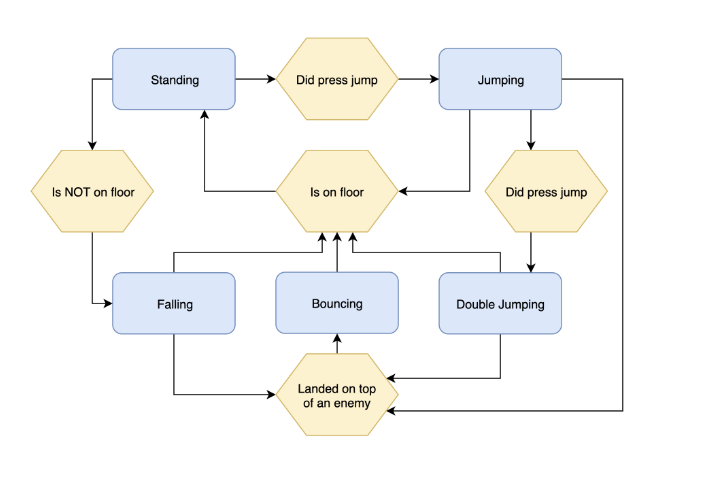 Standing
Did press jump
Jumping
Is NOT on floor
Is on floor
Did press jump
Falling
Bouncing
Double Jumping
Landed on top
of an enemy